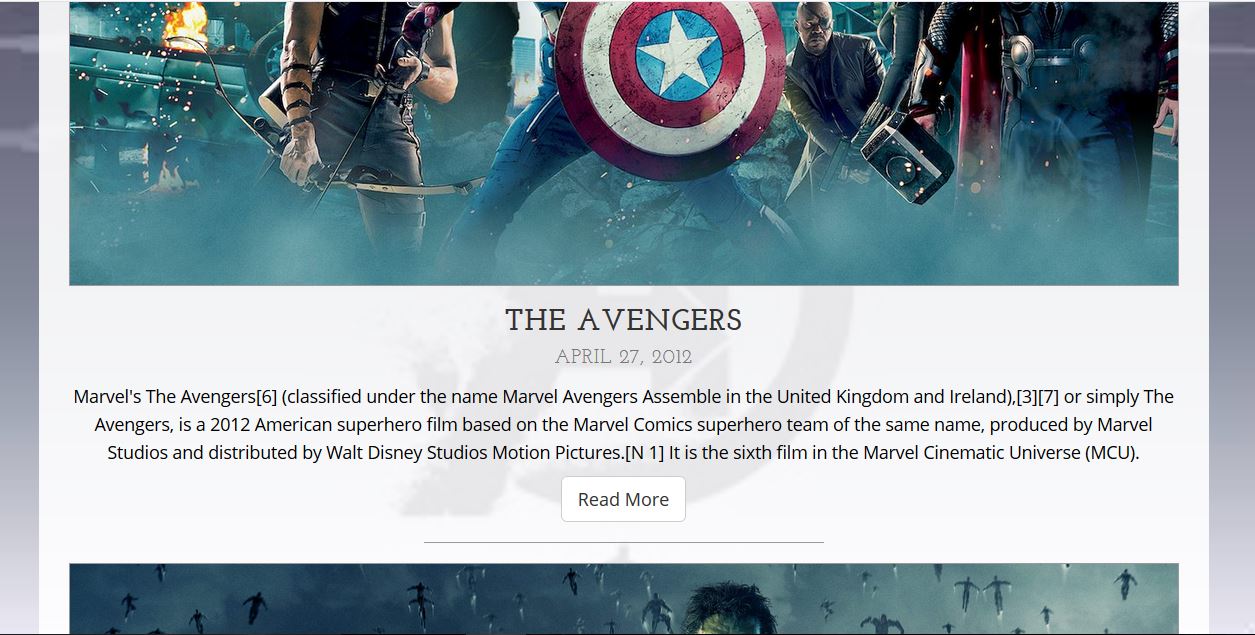 THE AVENGERS
APRIL 27, 2012
Marvel's The Avengers[6] (classified under the name Marvel Avengers Assemble in the United Kingdom and Ireland),[3][7] or simply The
Avengers, is a 2012 American superhero film based on the Marvel Comics superhero team of the same name, produced by Marvel
Studios and distributed by Walt Disney Studios Motion Pictures.[N 1] It is the sixth film in the Marvel Cinematic Universe (MCU).
Read More